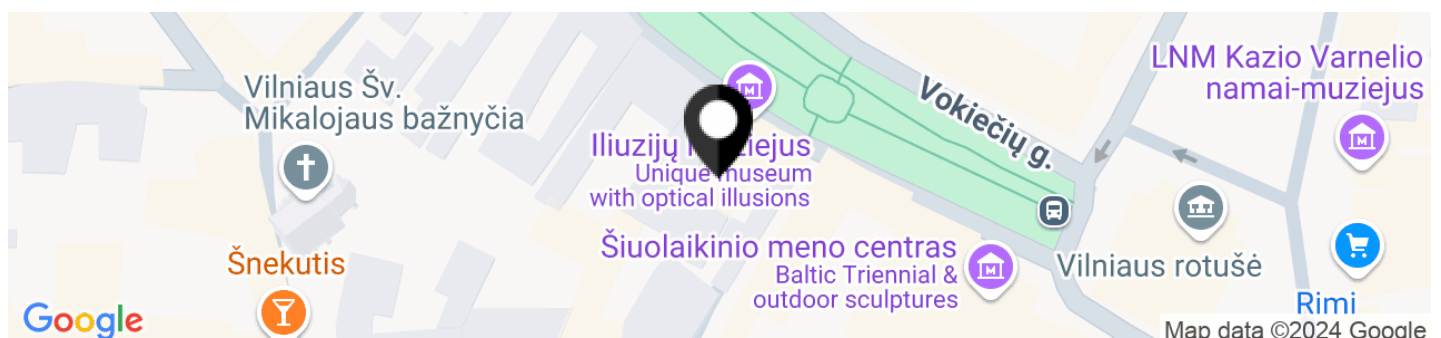 LNM Kazio Varnelio
namai-muziejus
Vilniaus Šv.
Mikalojaus bažnyčia
Vokiečių g.
Iliuzijų
Unique museum
with optical illusions
Šiuolaikinio meno centras
Baltic Triennial &
outdoor sculptures
Vilniaus rotušė
Šnekutis
Rimi
Google
Map data ©2024 Google